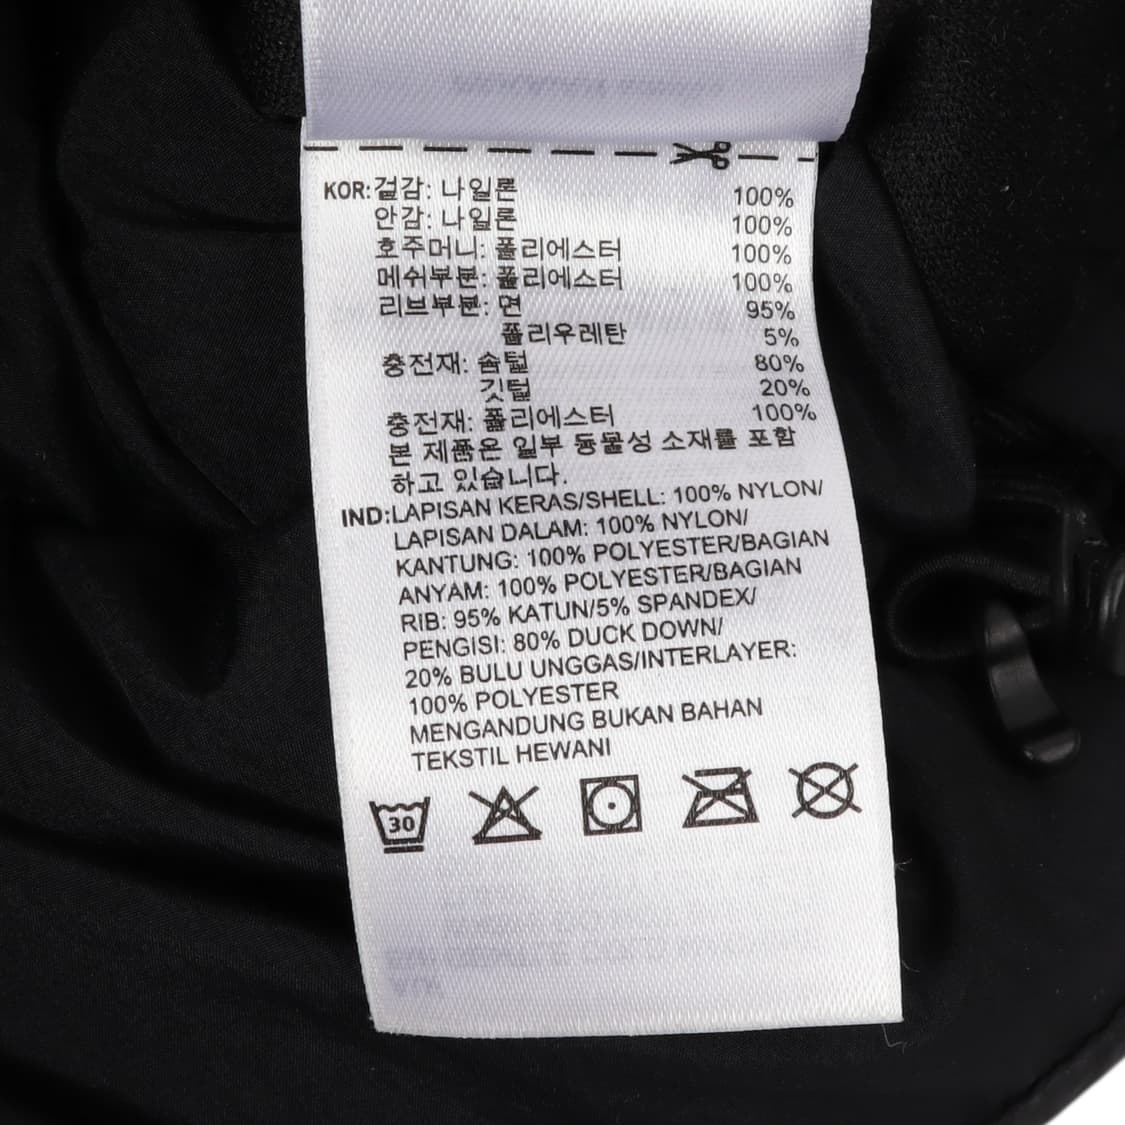 KOR: 겉감: 나일론 100%
안감: 나일론 100%
호주머니: 폴리에스터 100%
메쉬부분: 폴리에스터 100%
리브부분: 면 95%
폴리우레탄 5%
충전재: 솜털 80%
깃털 20%
충전재: 폴리에스터 100%
본 제품은 일부 동물성 소재를 포함
하고 있습니다.
IND:LAPISAN KERAS/SHELL: 100% NYLON/
LAPISAN DALAM: 100% NYLON/
KANTUNG: 100% POLYESTER/BAGIAN
ANYAM: 100% POLYESTER/BAGIAN
RIB: 95% KATUN/5% SPANDEX/
PENGISI: 80% DUCK DOWN/
20% BULU UNGGAS/INTERLAYER:
100% POLYESTER
MENGANDUNG BUKAN BAHAN
TEKSTIL HEWANI
30